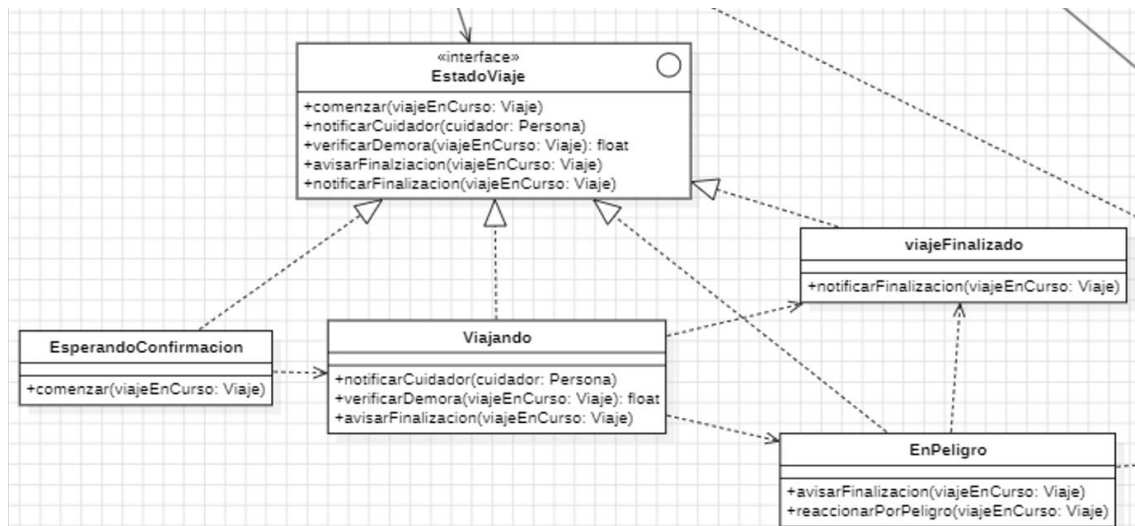 «interface»
EstadoViaje
+comenzar(viajeEnCurso: Viaje)
+notificarCuidador(cuidador: Persona)
+verificarDemora(viajeEnCurso: Viaje): float
+avisarFinalziacion(viajeEnCurso: Viaje)
+notificarFinalizacion(viajeEnCurso: Viaje)
viajeFinalizado
+notificarFinalizacion(viajeEnCurso: Viaje)
EsperandoConfirmacion
+comenzar(viajeEnCurso: Viaje)
Viajando
+notificarCuidador(cuidador: Persona)
+verificarDemora(viajeEnCurso: Viaje): float
+avisarFinalizacion(viajeEnCurso: Viaje)
EnPeligro
+avisarFinalizacion(viajeEnCurso: Viaje)
+reaccionarPorPeligro(viajeEnCurso: Viaje)